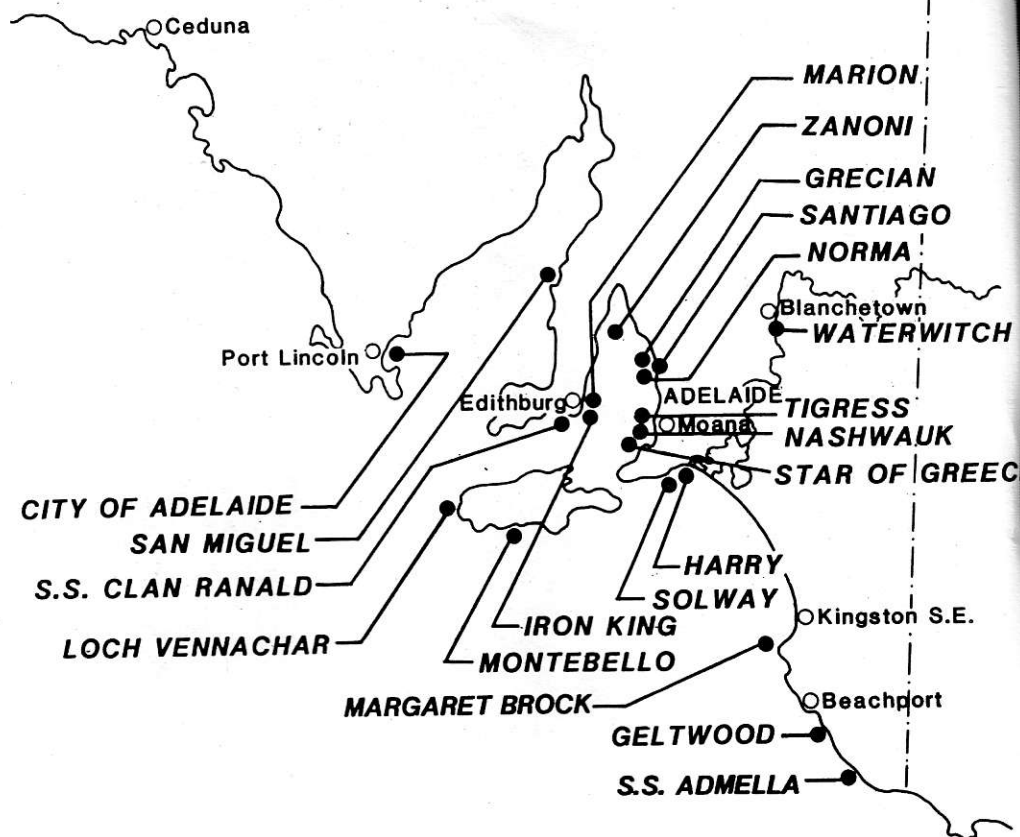 Ceduna
MARION
ZANONI
GRECIAN
SANTIAGO
NORMA
Blanchetown
WATERWITCH
Port Lincoln
Edithburg
ADELAIDE
TIGRESS
Moana
NASHWAUK
STAR OF GREEC
CITY OF ADELAIDE
SAN MIGUEL
S.S. CLAN RANALD
LOCH VENNACHAR
HARRY
SOLWAY
IRON KING
MONTEBELLO
Kingston S.E.
MARGARET BROCK
Beachport
GELTWOOD
S.S. ADMELLA